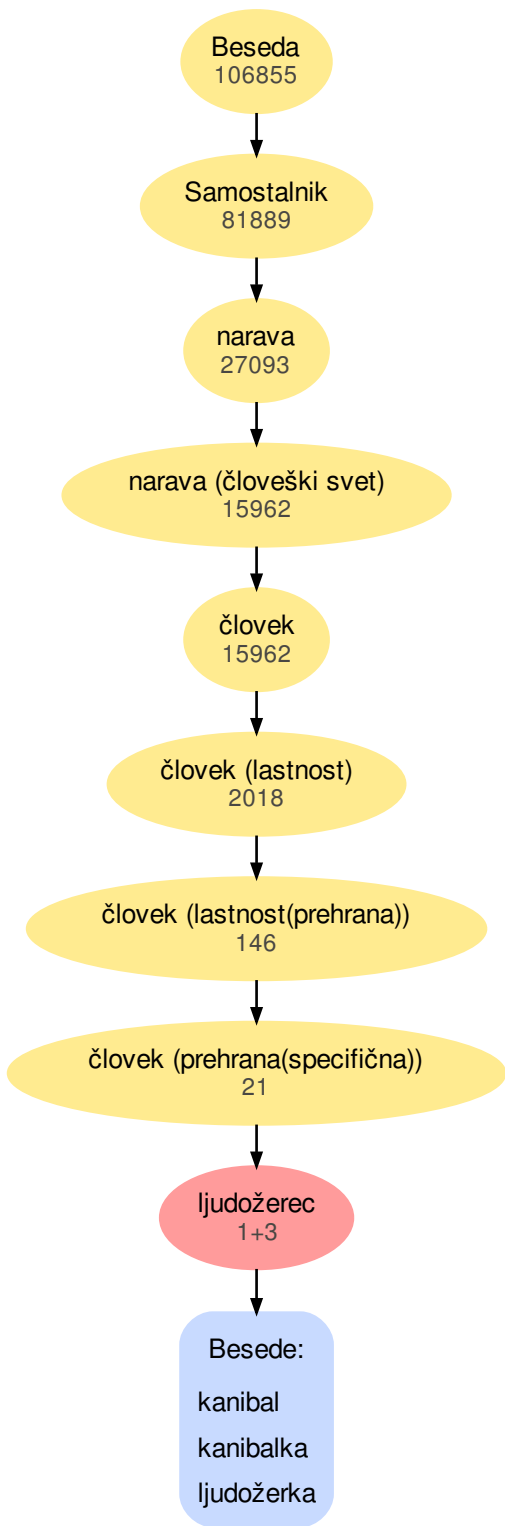 Beseda
106855
Samostalnik
81889
narava
27093
narava (človeški svet)
15962
človek
15962
človek (lastnost)
2018
človek (lastnost(prehrana))
146
človek (prehrana(specifična))
21
ljudožerec
1+3
Besede:
kanibal
kanibalka
ljudožerka